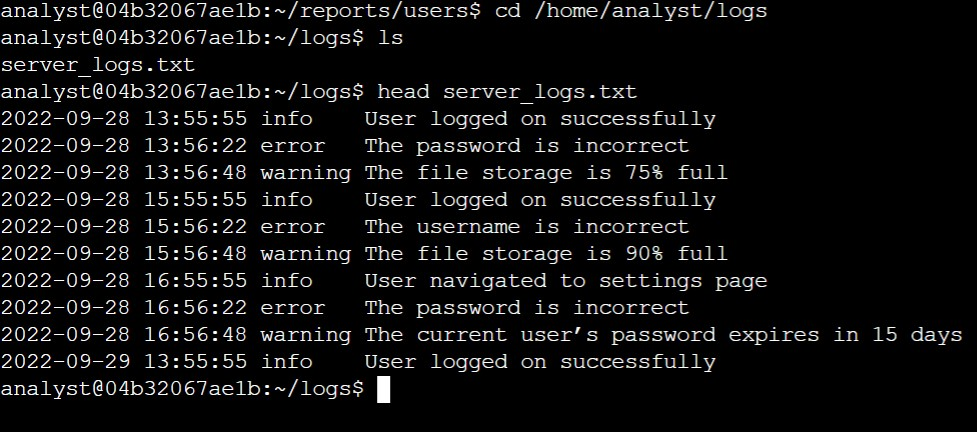 analyst@04b32067ae1b:~/reports/users$ cd /home/analyst/logs
analyst@04b32067ae1b:~/logs$ ls
server_logs.txt
analyst@04b32067ae1b:~/logs$ head server_logs.txt
2022-09-28 13:55:55 info    User logged on successfully
2022-09-28 13:56:22 error   The password is incorrect
2022-09-28 13:56:48 warning The file storage is 75% full
2022-09-28 15:55:55 info    User logged on successfully
2022-09-28 15:56:22 error   The username is incorrect
2022-09-28 15:56:48 warning The file storage is 90% full
2022-09-28 16:55:55 info    User navigated to settings page
2022-09-28 16:56:22 error   The password is incorrect
2022-09-28 16:56:48 warning The current user’s password expires in 15 days
2022-09-29 13:55:55 info    User logged on successfully
analyst@04b32067ae1b:~/logs$